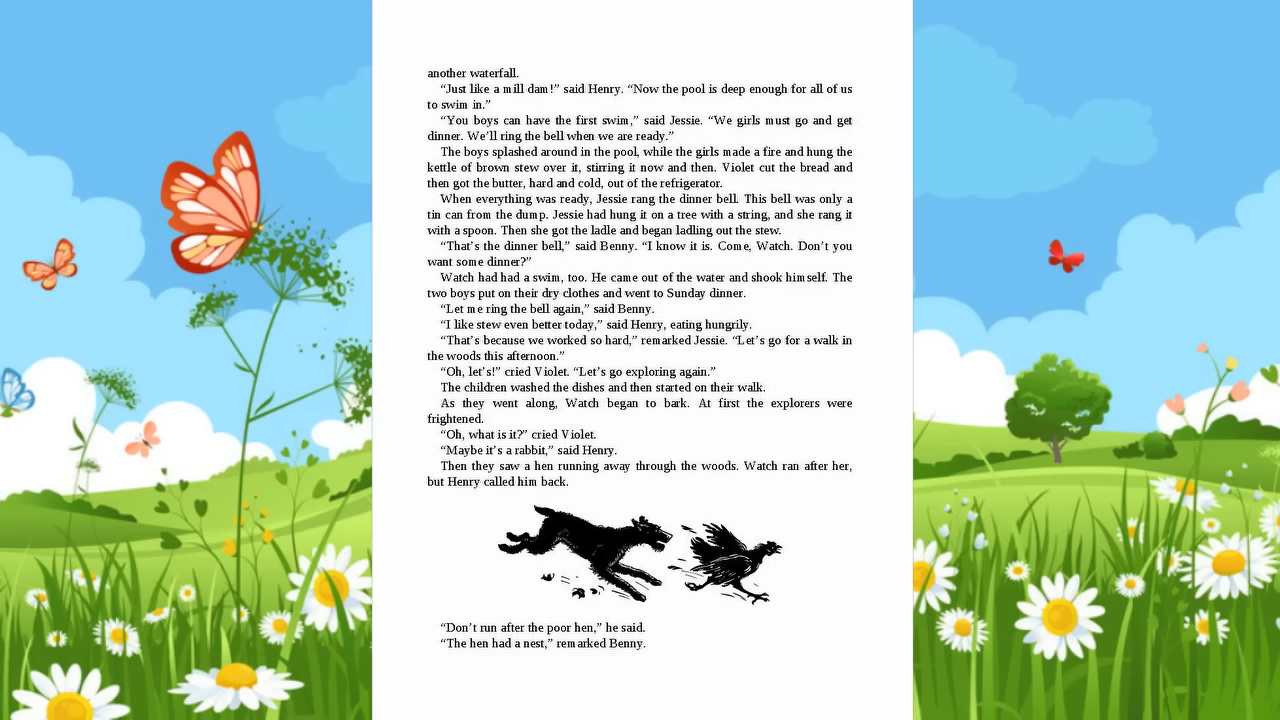 another waterfall.
“Just like a mill dam!” said Henry. “Now the pool is deep enough for all of us
to swim in.”
“You boys can have the first swim,” said Jessie. “We girls must go and get
dinner. We’ll ring the bell when we are ready.”
The boys splashed around in the pool, while the girls made a fire and hung the
kettle of brown stew over it, stirring it now and then. Violet cut the bread and
then got the butter, hard and cold, out of the refrigerator.
When everything was ready, Jessie rang the dinner bell. This bell was only a
tin can from the dump. Jessie had hung it on a tree with a string, and she rang it
with a spoon. Then she got the ladle and began ladling out the stew.
“That’s the dinner bell,” said Benny. “I know it is. Come, Watch. Don’t you
want some dinner?”
Watch had had a swim, too. He came out of the water and shook himself. The
two boys put on their dry clothes and went to Sunday dinner.
“Let me ring the bell again,” said Benny.
“I like stew even better today,” said Henry, eating hungrily.
“That’s because we worked so hard,” remarked Jessie. “Let’s go for a walk in
the woods this afternoon.”
“Oh, let’s!” cried Violet. “Let’s go exploring again.”
The children washed the dishes and then started on their walk.
As they went along, Watch began to bark. At first the explorers were
frightened.
“Oh, what is it?” cried Violet.
“Maybe it’s a rabbit,” said Henry.
Then they saw a hen running away through the woods. Watch ran after her,
but Henry called him back.
“Don’t run after the poor hen,” he said.
“The hen had a nest,” remarked Benny.